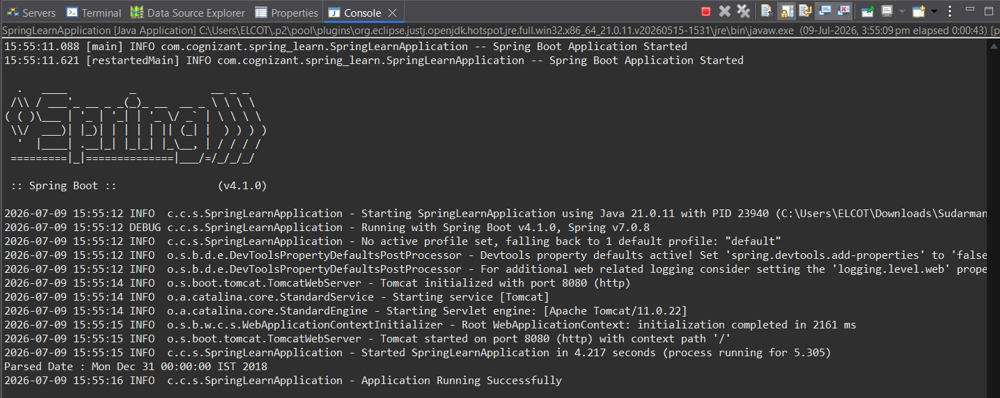 Servers Terminal Data Source Explorer Properties Console
SpringLearnApplication [Java Application] C:\Users\ELCOT\.p2\pool\plugins\org.eclipse.justj.openjdk.hotspot.jre.full.win32.x86_64_21.0.11.v20260515-1531\jre\bin\javaw.exe (09-Jul-2026, 3:55:09 pm elapsed 0:00:43) [p
15:55:11.088 [main] INFO com.cognizant.spring_learn.SpringLearnApplication -- Spring Boot Application Started
15:55:11.621 [restartedMain] INFO com.cognizant.spring_learn.SpringLearnApplication -- Spring Boot Application Started
  .   ____          _            __ _ _
 /\\ / ___'_ __ _ _(_)_ __  __ _ \ \ \ \
( ( )\___ | '_ | '_| | '_ \/ _` | \ \ \ \
 \\/  ___)| |_)| | | | | || (_| |  ) ) ) )
  '  |____| .__|_| |_|_| |_\__, | / / / /
 =========|_|==============|___/=/_/_/_/
 :: Spring Boot ::                (v4.1.0)
2026-07-09 15:55:12 INFO  c.c.s.SpringLearnApplication - Starting SpringLearnApplication using Java 21.0.11 with PID 23940 (C:\Users\ELCOT\Downloads\Sudarman
2026-07-09 15:55:12 DEBUG c.c.s.SpringLearnApplication - Running with Spring Boot v4.1.0, Spring v7.0.8
2026-07-09 15:55:12 INFO  c.c.s.SpringLearnApplication - No active profile set, falling back to 1 default profile: "default"
2026-07-09 15:55:12 INFO  o.s.b.d.e.DevToolsPropertyDefaultsPostProcessor - Devtools property defaults active! Set 'spring.devtools.add-properties' to 'false
2026-07-09 15:55:12 INFO  o.s.b.d.e.DevToolsPropertyDefaultsPostProcessor - For additional web related logging consider setting the 'logging.level.web' prope
2026-07-09 15:55:14 INFO  o.s.boot.tomcat.TomcatWebServer - Tomcat initialized with port 8080 (http)
2026-07-09 15:55:14 INFO  o.a.catalina.core.StandardService - Starting service [Tomcat]
2026-07-09 15:55:14 INFO  o.a.catalina.core.StandardEngine - Starting Servlet engine: [Apache Tomcat/11.0.22]
2026-07-09 15:55:15 INFO  o.s.b.w.c.s.WebApplicationContextInitializer - Root WebApplicationContext: initialization completed in 2161 ms
2026-07-09 15:55:15 INFO  o.s.boot.tomcat.TomcatWebServer - Tomcat started on port 8080 (http) with context path '/'
2026-07-09 15:55:15 INFO  c.c.s.SpringLearnApplication - Started SpringLearnApplication in 4.217 seconds (process running for 5.305)
Parsed Date : Mon Dec 31 00:00:00 IST 2018
2026-07-09 15:55:16 INFO  c.c.s.SpringLearnApplication - Application Running Successfully